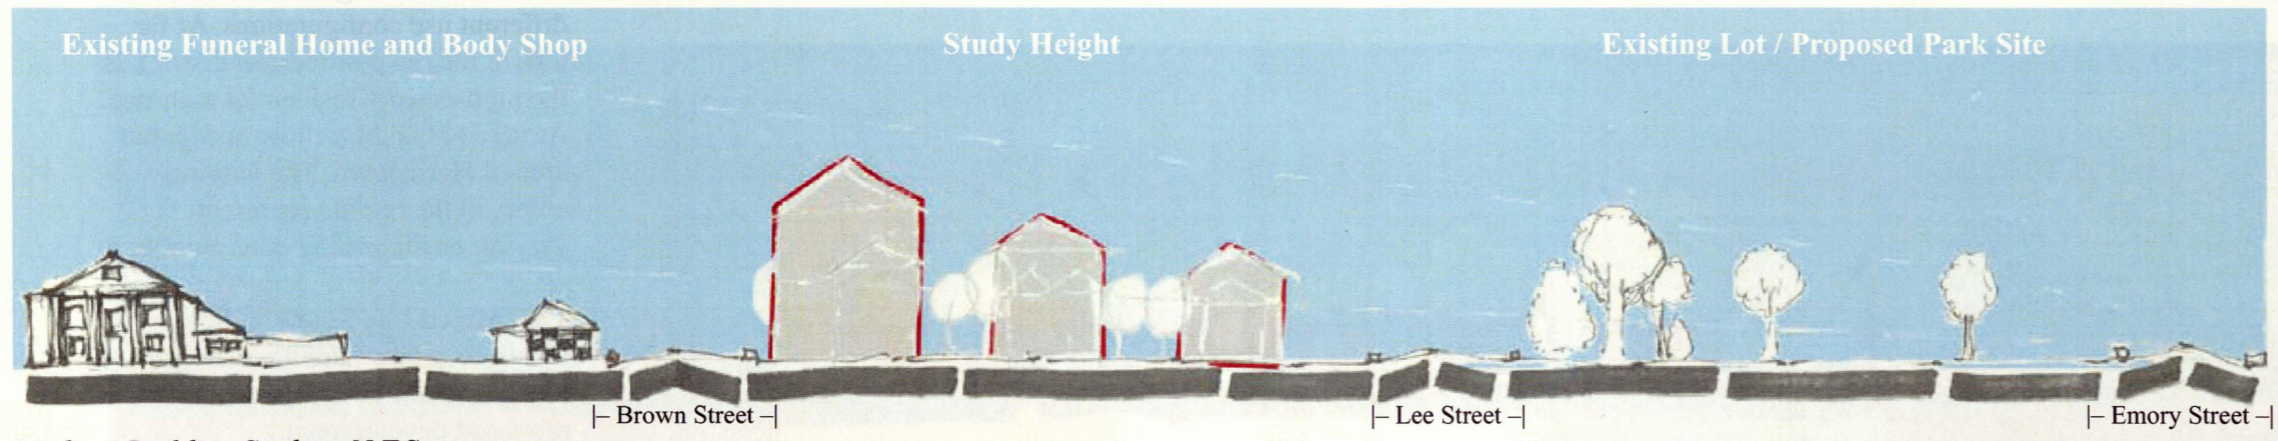 Existing Funeral Home and Body Shop
Study Height
Existing Lot / Proposed Park Site
|– Brown Street –|
|– Lee Street –|
|– Emory Street –|